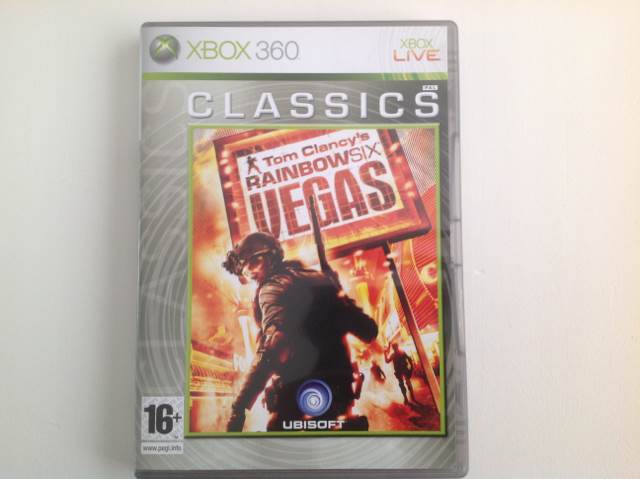 XBOX 360
XBOX
LIVE
PAL
CLASSICS
Tom Clancy's
RAINBOWSIX
VEGAS
UBISOFT
16+
www.pegi.info